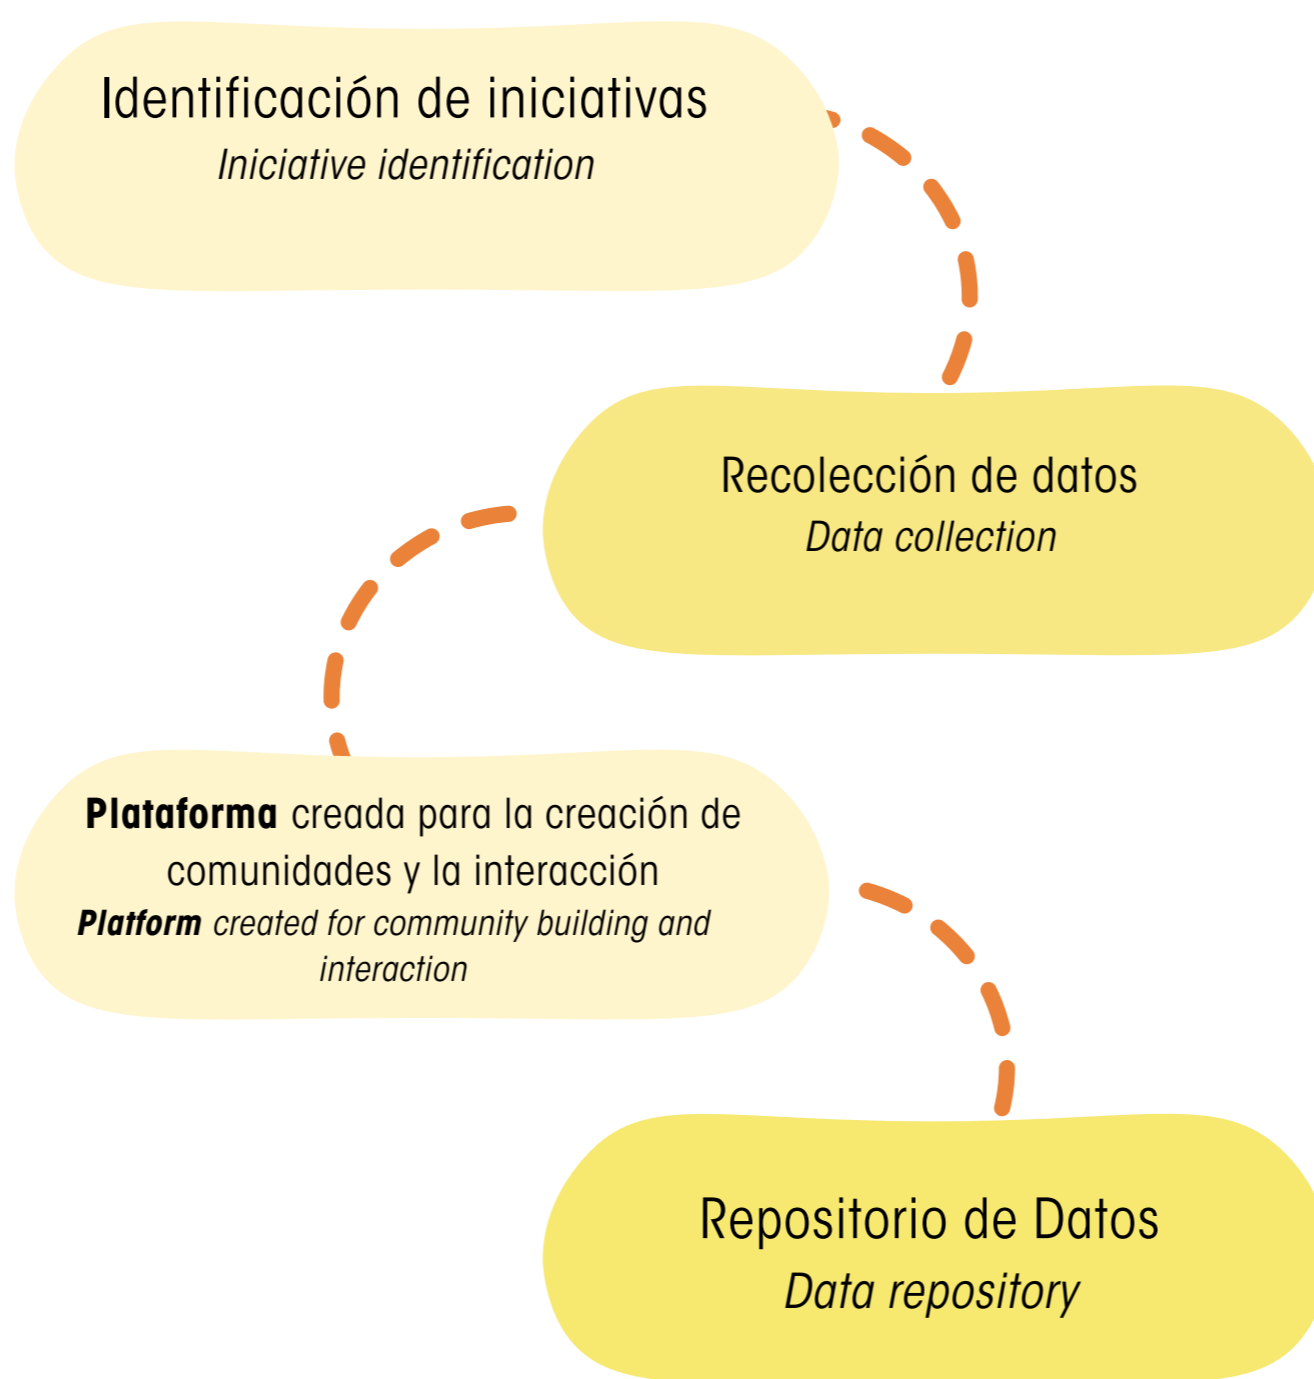 Identificación de iniciativas
Iniciative identification
Recolección de datos
Data collection
Plataforma creada para la creación de
comunidades y la interacción
Platform created for community building and
interaction
Repositorio de Datos
Data repository